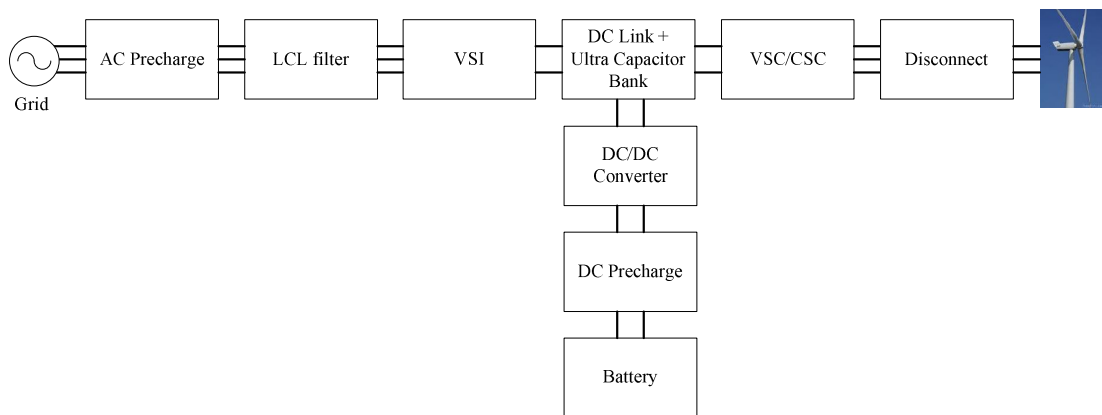 AC Precharge
LCL filter
VSI
DC Link +
Ultra Capacitor
Bank
VSC/CSC
Disconnect
Grid
DC/DC
Converter
DC Precharge
Battery